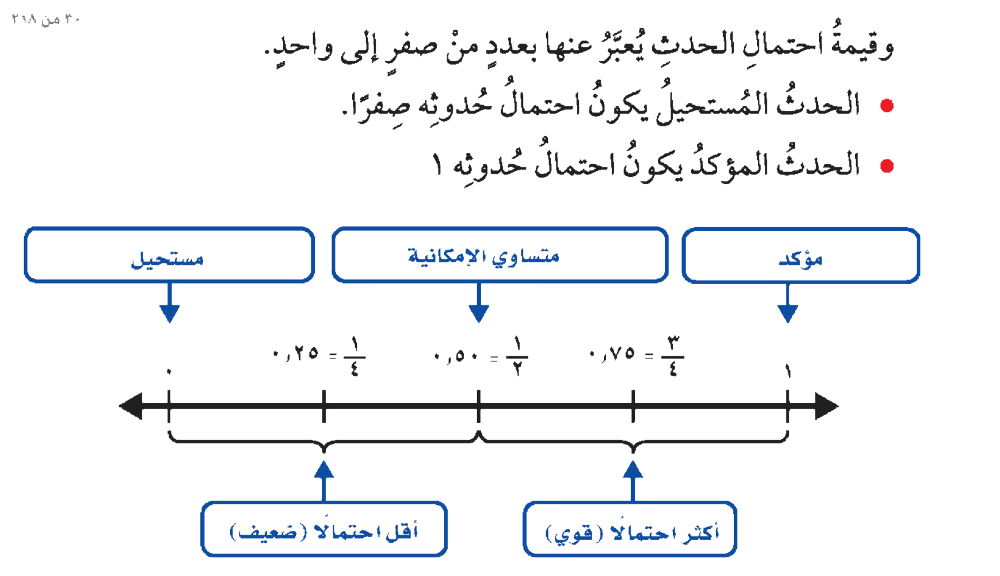 ٣٠ من ٢٦٨
وقيمةُ احتمالِ الحدثِ يُعبَّرُ عنها بعددٍ منْ صفرٍ إلى واحدٍ.
• الحدثُ المُستحيلُ يكونُ احتمالُ حُدوثِه صِفرًا.
• الحدثُ المؤكدُ يكونُ احتمالُ حُدوثِه ١
مؤكد متساوي الإمكانية مستحيل
٣/٤ = ٠,٧٥ ١/٢ = ٠,٥٠ ١/٤ = ٠,٢٥
١ ٠
أكثر احتمالًا (قوي) أقل احتمالًا (ضعيف)